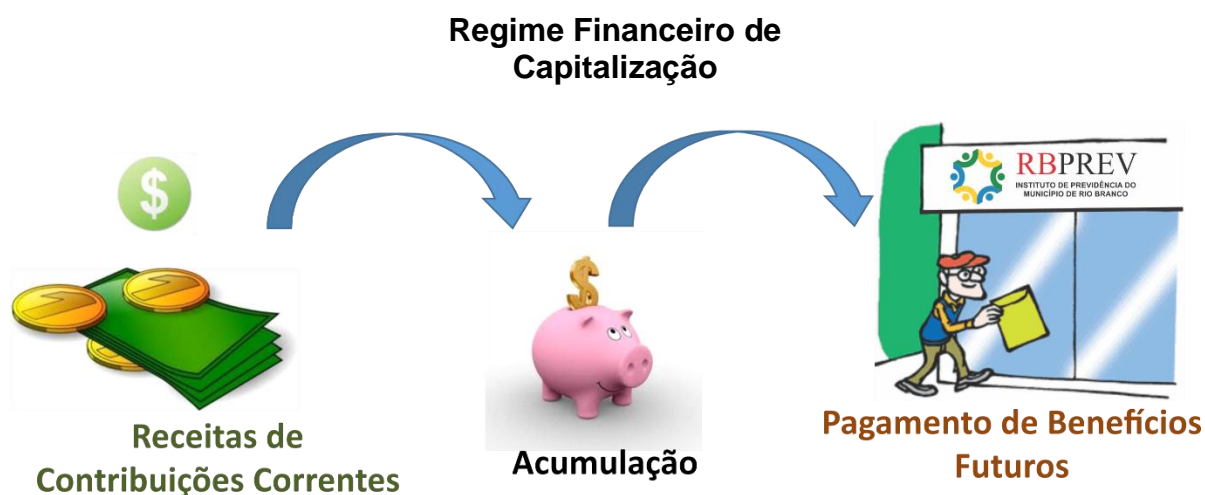 Regime Financeiro de
Capitalização
$
RBPREV
INSTITUTO DE PREVIDÊNCIA DO
MUNICÍPIO DE RIO BRANCO
$
Receitas de
Contribuições Correntes
Acumulação
Pagamento de Benefícios
Futuros